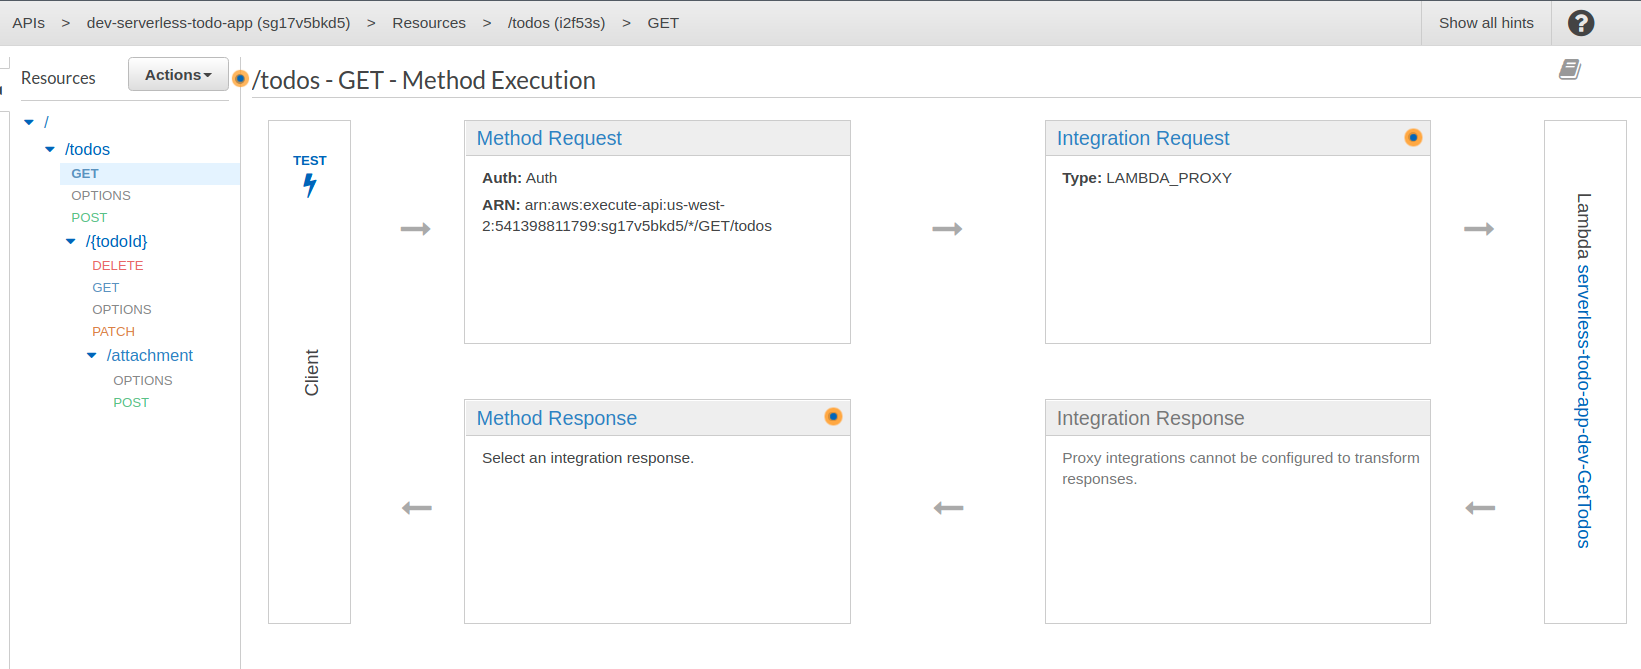 APIs > dev-serverless-todo-app (sg17v5bkd5) > Resources > /todos (i2f53s) > GET
Show all hints
?
Resources
Actions
/todos - GET - Method Execution
/
/todos
GET
OPTIONS
POST
/{todoId}
DELETE
GET
OPTIONS
PATCH
/attachment
OPTIONS
POST
TEST
Client
Method Request
Auth: Auth
ARN: arn:aws:execute-api:us-west-
2:541398811799:sg17v5bkd5/*/GET/todos
Integration Request
Type: LAMBDA_PROXY
Lambda serverless-todo-app-dev-GetTodos
Method Response
Select an integration response.
Integration Response
Proxy integrations cannot be configured to transform
responses.